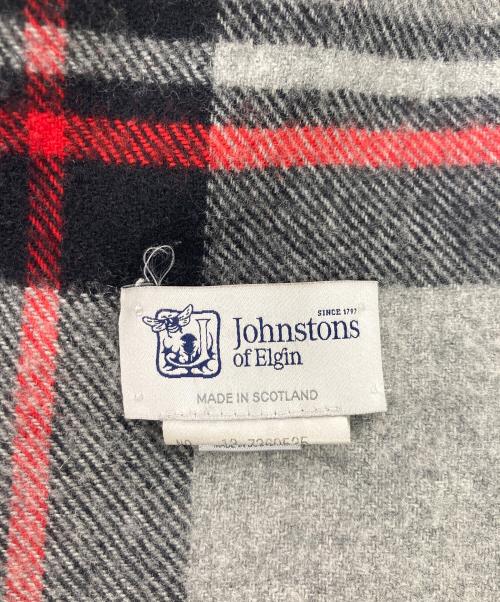 SINCE 1797
Johnstons
of Elgin
MADE IN SCOTLAND